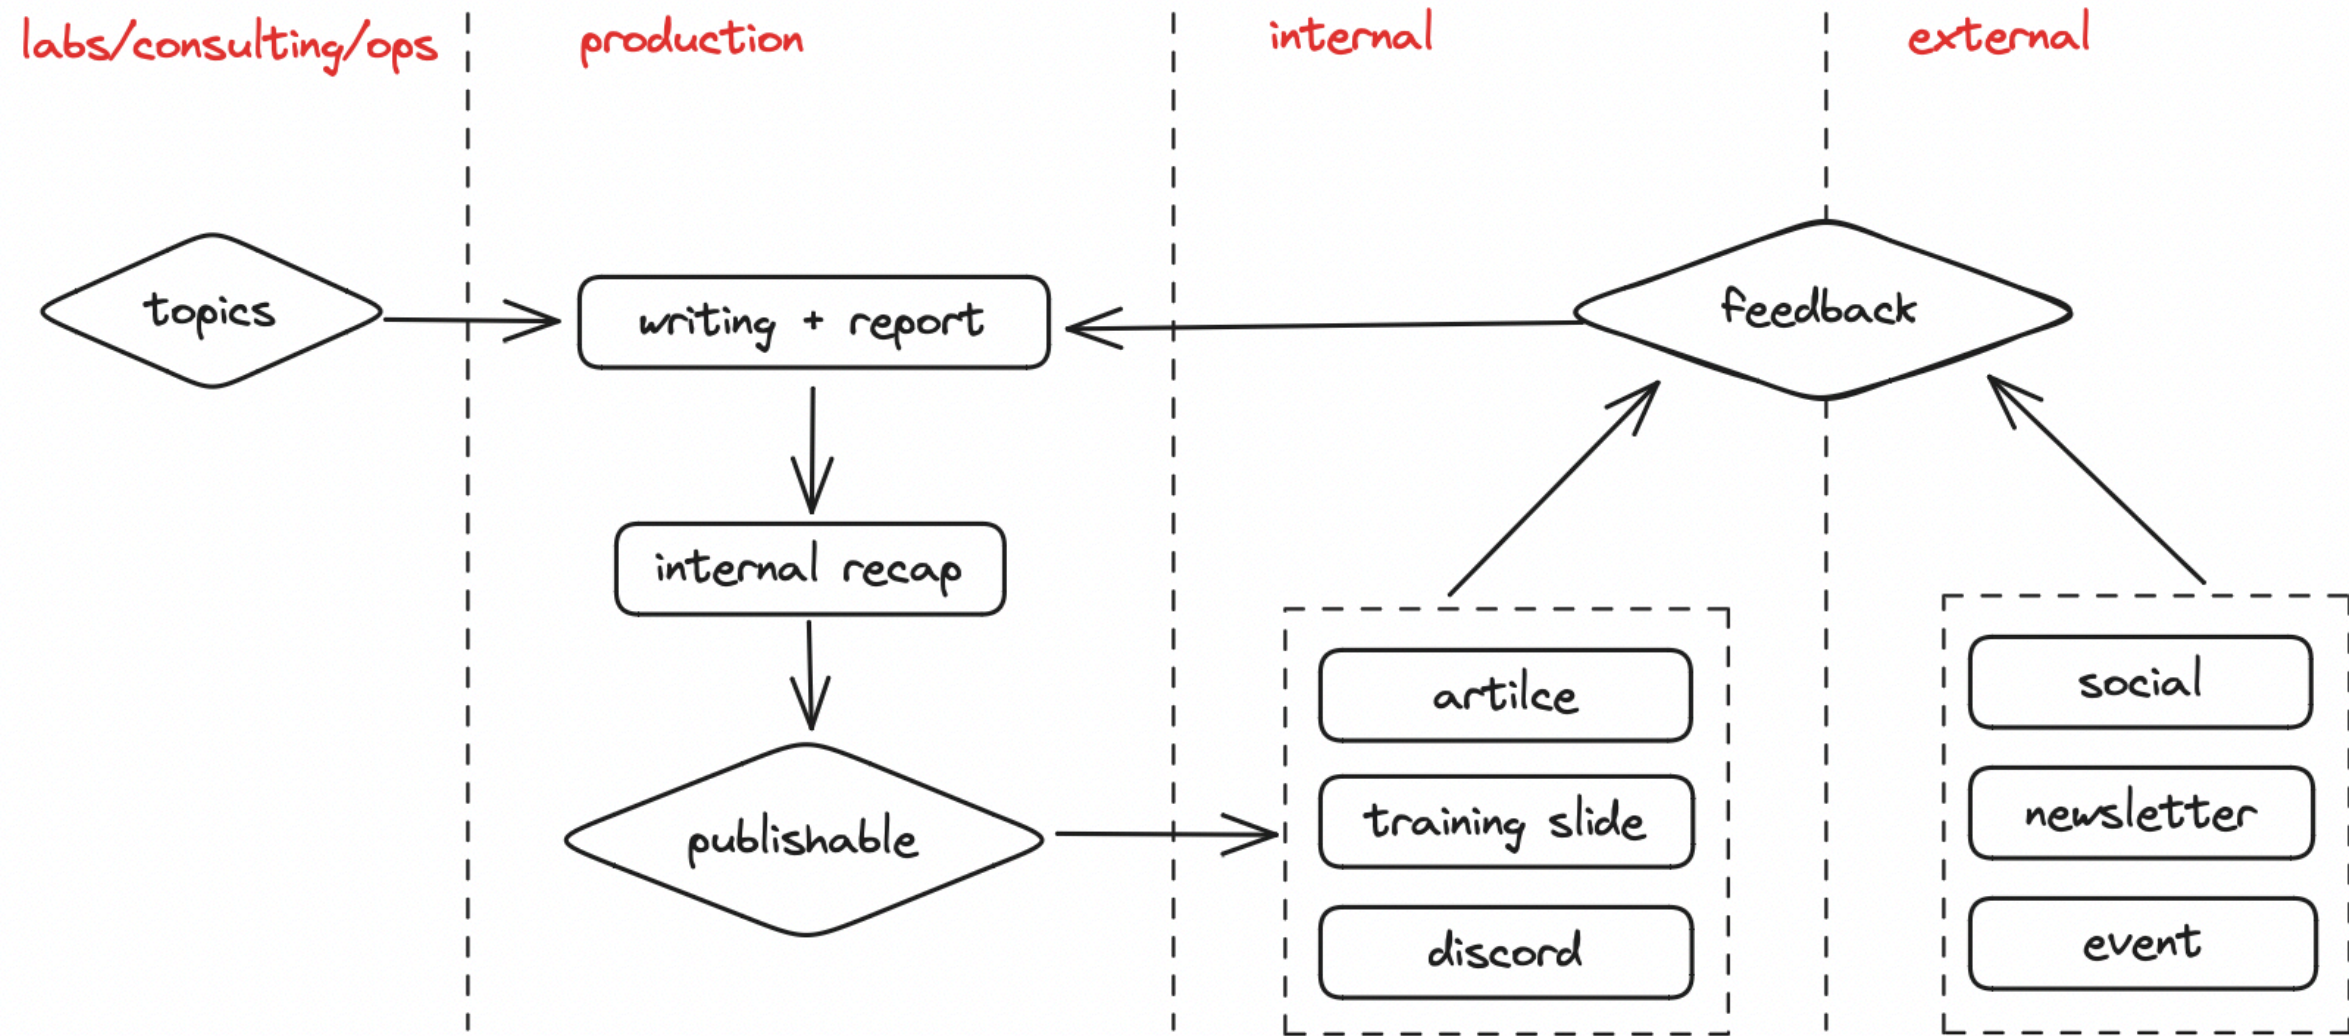 labs/consulting/ops
production
internal
external
topics
writing + report
feedback
internal recap
publishable
artilce
training slide
discord
social
newsletter
event